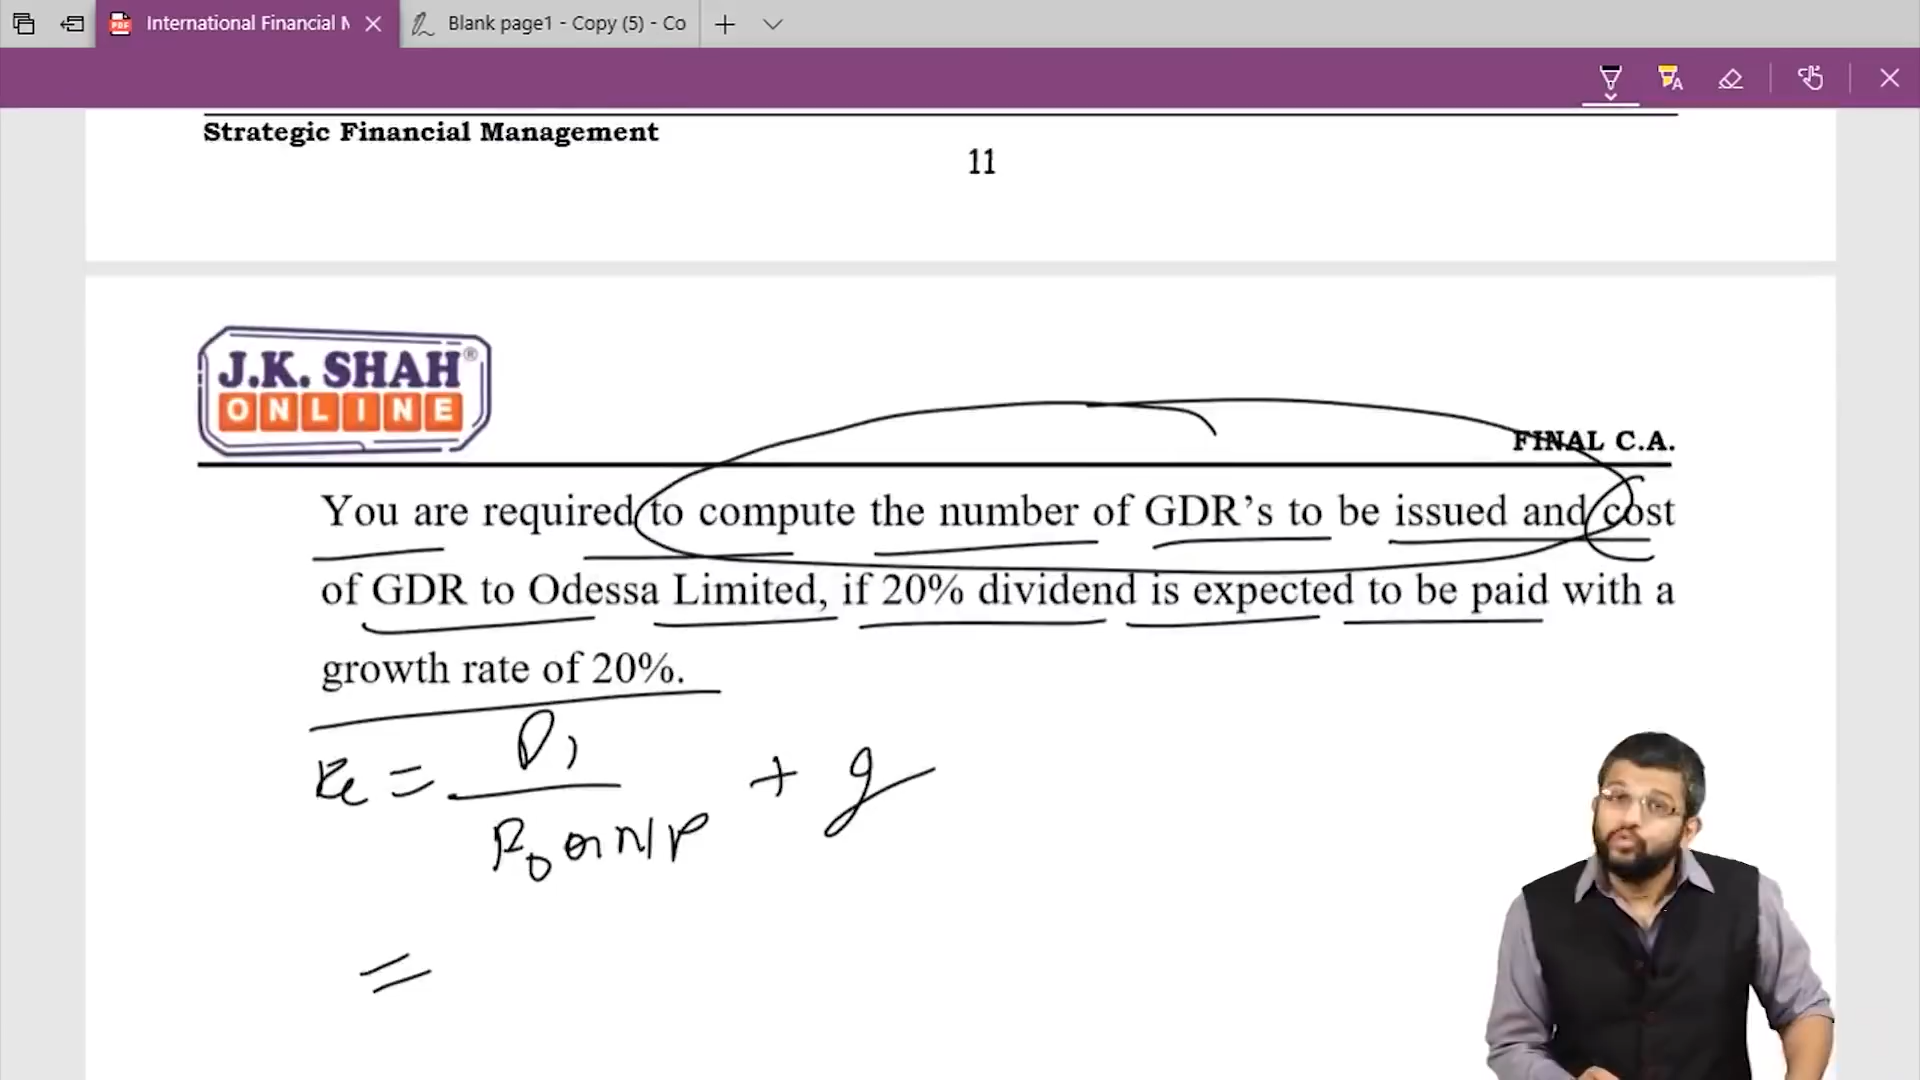 International Financial M
Blank page1 - Copy (5) - Co
Strategic Financial Management
11
J.K. SHAH®
ONLINE
FINAL C.A.
You are required to compute the number of GDR’s to be issued and cost
of GDR to Odessa Limited, if 20% dividend is expected to be paid with a
growth rate of 20%.
Ke = D1 + g
P0 or n/p
=